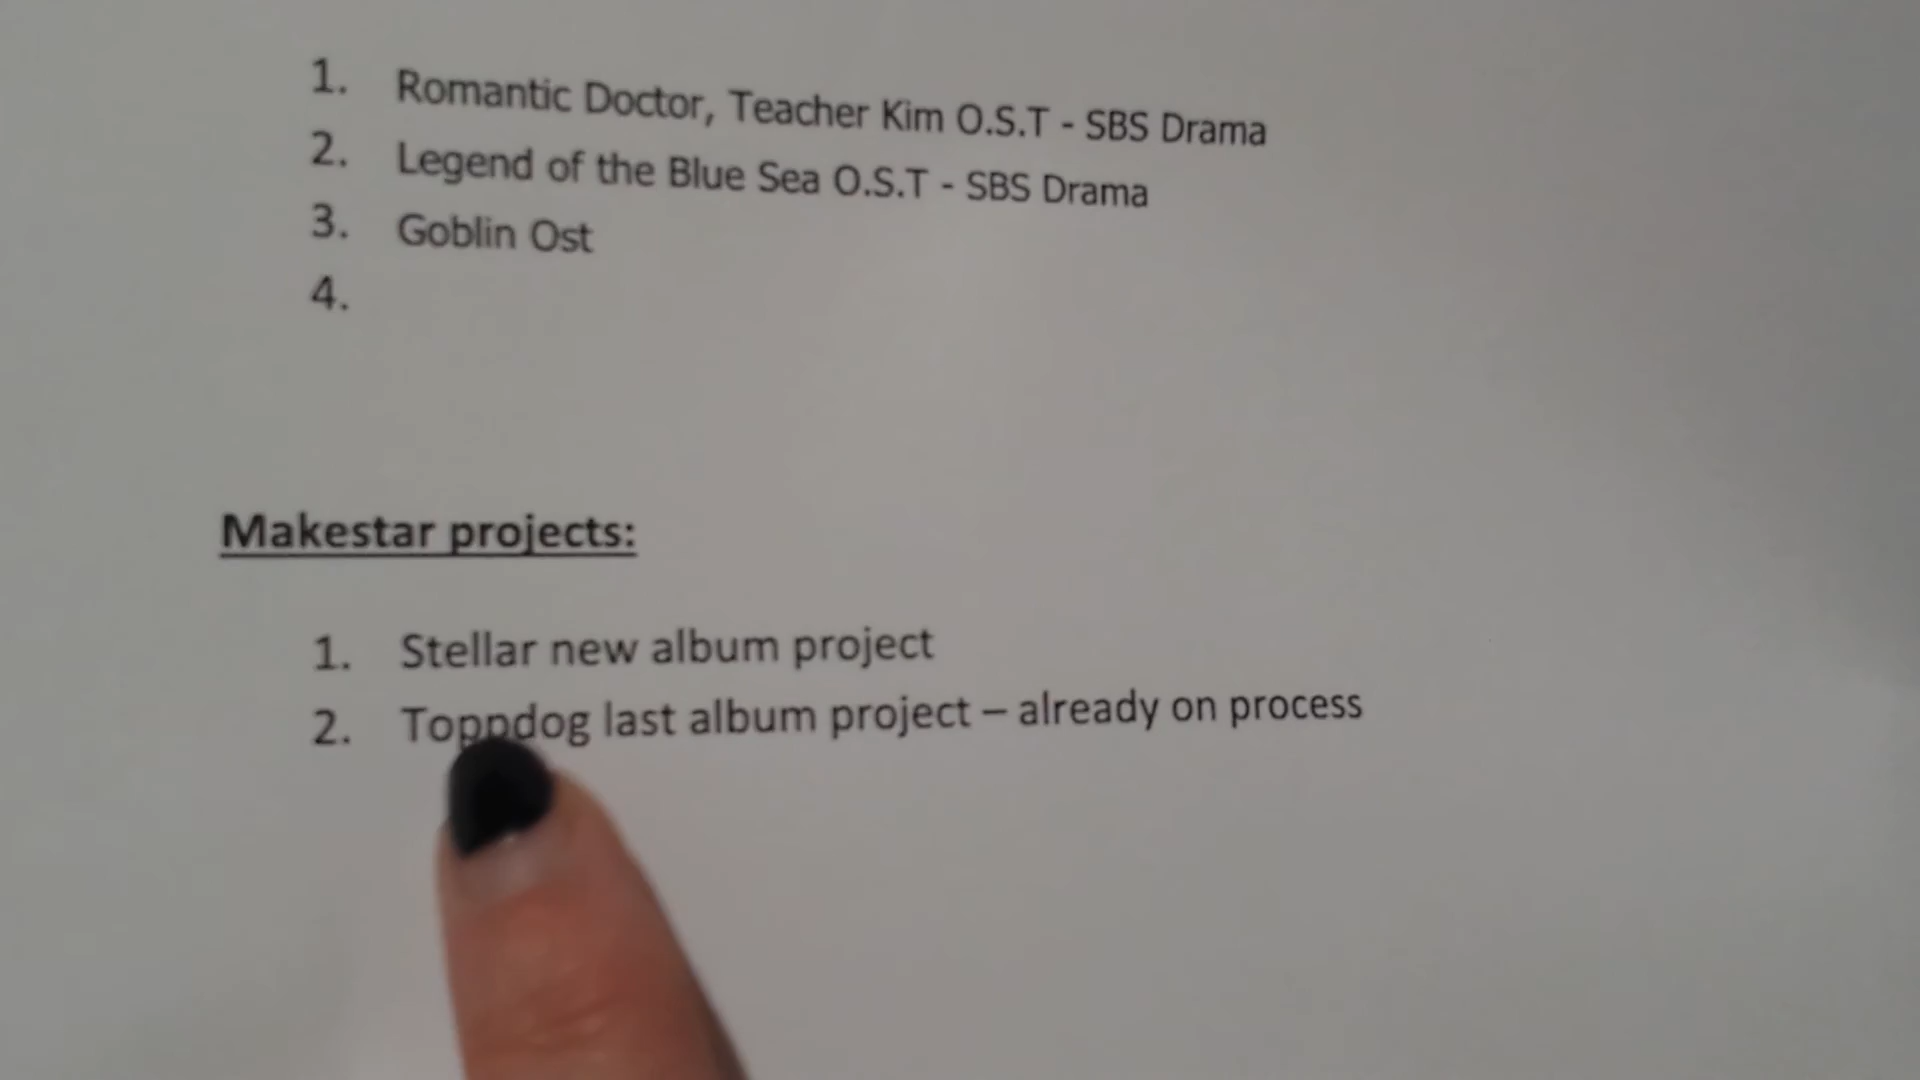 1. Romantic Doctor, Teacher Kim O.S.T - SBS Drama
2. Legend of the Blue Sea O.S.T - SBS Drama
3. Goblin Ost
4.
Makestar projects:
1. Stellar new album project
2. Toppdog last album project – already on process